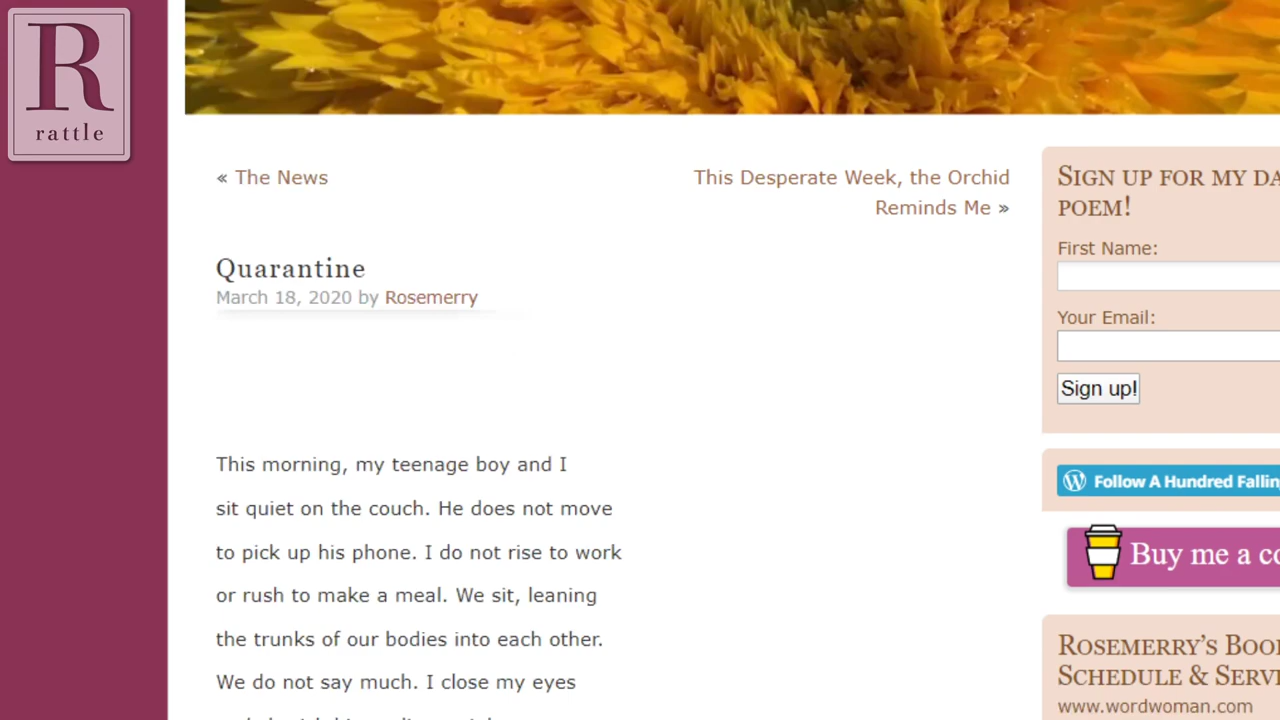 R
rattle
« The News
This Desperate Week, the Orchid
Reminds Me »
Quarantine
March 18, 2020 by Rosemerry
This morning, my teenage boy and I
sit quiet on the couch. He does not move
to pick up his phone. I do not rise to work
or rush to make a meal. We sit, leaning
the trunks of our bodies into each other.
We do not say much. I close my eyes
SIGN UP FOR MY DA
POEM!
First Name:
Your Email:
Sign up!
Follow A Hundred Fallin
Buy me a co
ROSEMERRY'S BOO
SCHEDULE & SERVI
www.wordwoman.com